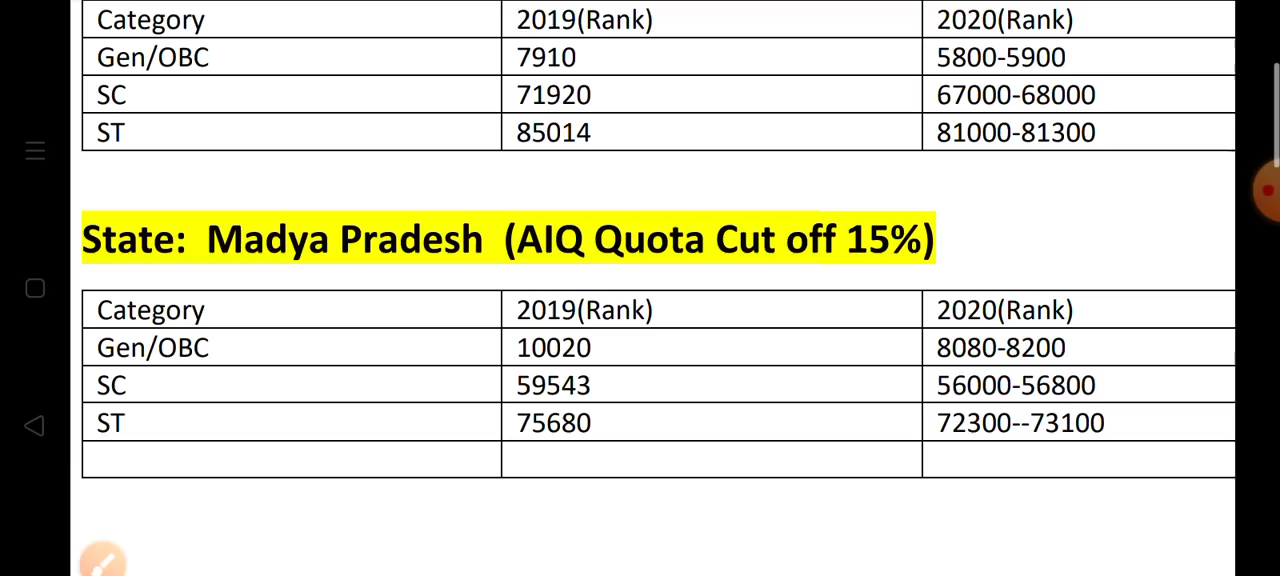 Category 2019(Rank) 2020(Rank)
Gen/OBC 7910 5800-5900
SC 71920 67000-68000
ST 85014 81000-81300
State: Madya Pradesh (AIQ Quota Cut off 15%)
Category 2019(Rank) 2020(Rank)
Gen/OBC 10020 8080-8200
SC 59543 56000-56800
ST 75680 72300--73100